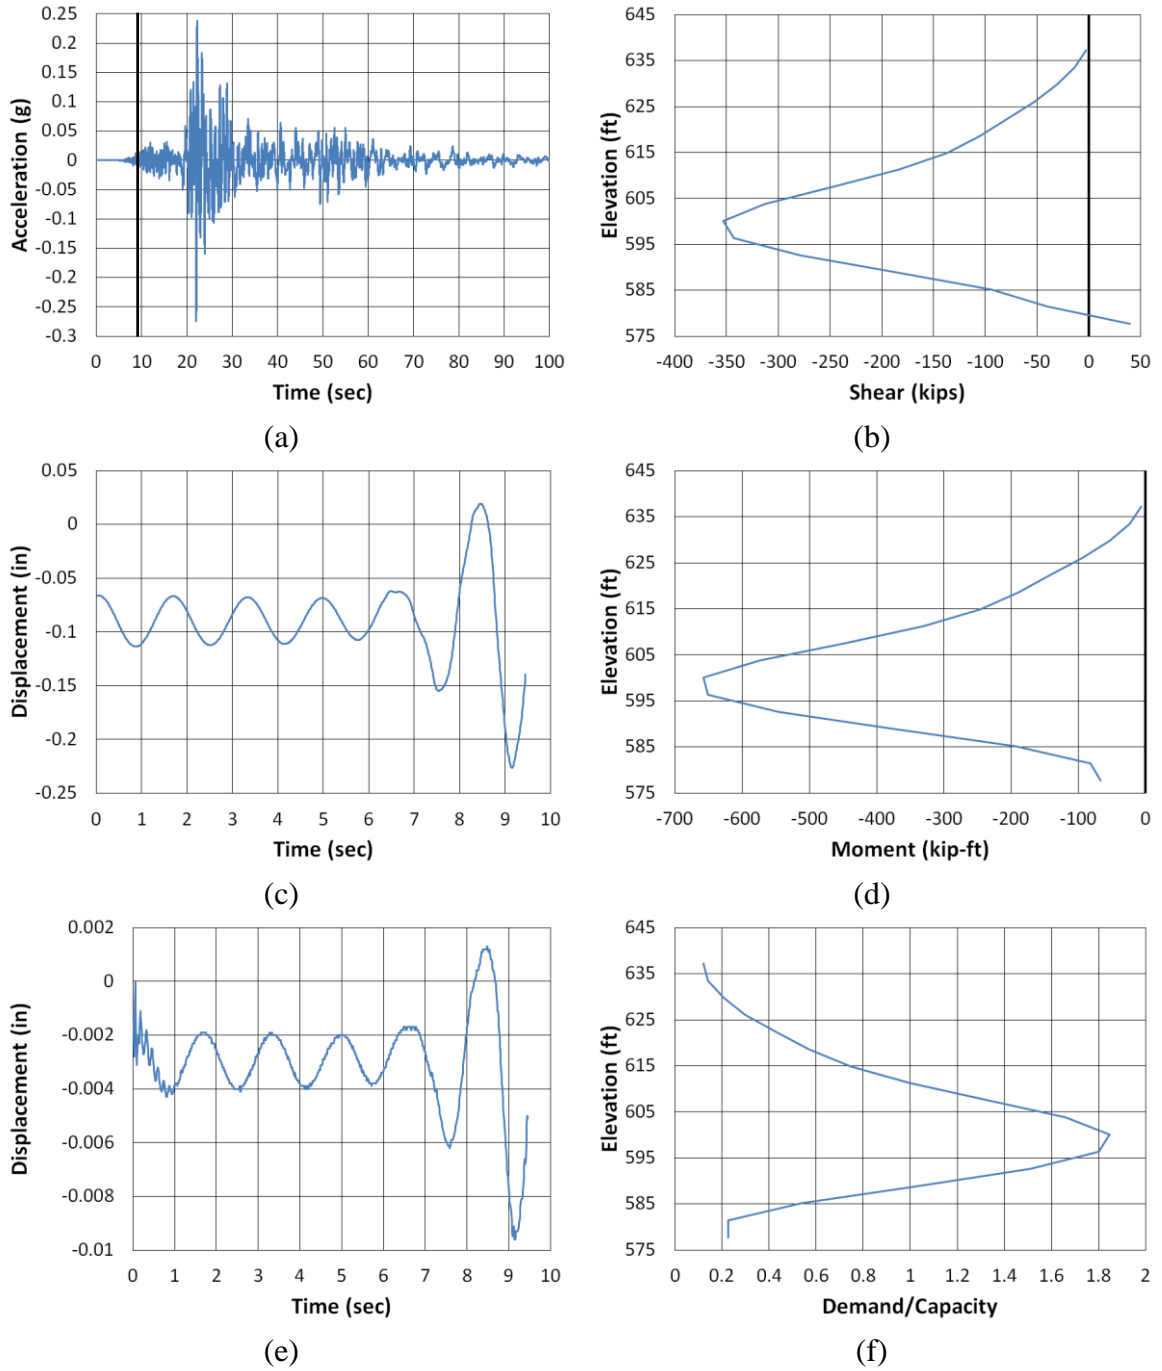 0.25
0.2
0.15
0.1
0.05
0
-0.05
-0.1
-0.15
-0.2
-0.25
-0.3
Acceleration (g)
0 10 20 30 40 50 60 70 80 90 100
Time (sec)
(a)
645
635
625
615
605
595
585
575
Elevation (ft)
-400 -350 -300 -250 -200 -150 -100 -50 0 50
Shear (kips)
(b)
0.05
0
-0.05
-0.1
-0.15
-0.2
-0.25
Displacement (in)
0 1 2 3 4 5 6 7 8 9 10
Time (sec)
(c)
645
635
625
615
605
595
585
575
Elevation (ft)
-700 -600 -500 -400 -300 -200 -100 0
Moment (kip-ft)
(d)
0.002
0
-0.002
-0.004
-0.006
-0.008
-0.01
Displacement (in)
0 1 2 3 4 5 6 7 8 9 10
Time (sec)
(e)
645
635
625
615
605
595
585
575
Elevation (ft)
0 0.2 0.4 0.6 0.8 1 1.2 1.4 1.6 1.8 2
Demand/Capacity
(f)